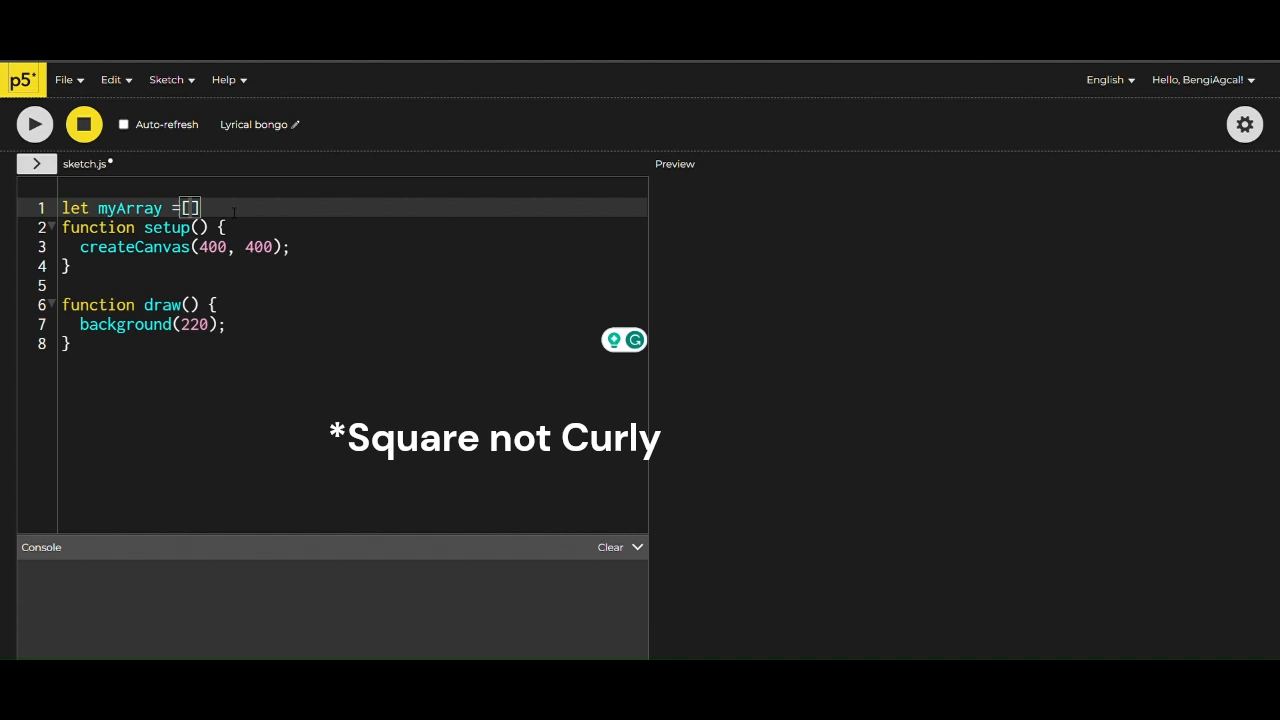 p5* File Edit Sketch Help English Hello, BengiAgcal!
Auto-refresh Lyrical bongo
> sketch.js Preview
1 let myArray =[]
2 function setup() {
3   createCanvas(400, 400);
4 }
5
6 function draw() {
7   background(220);
8 }
*Square not Curly
Console Clear